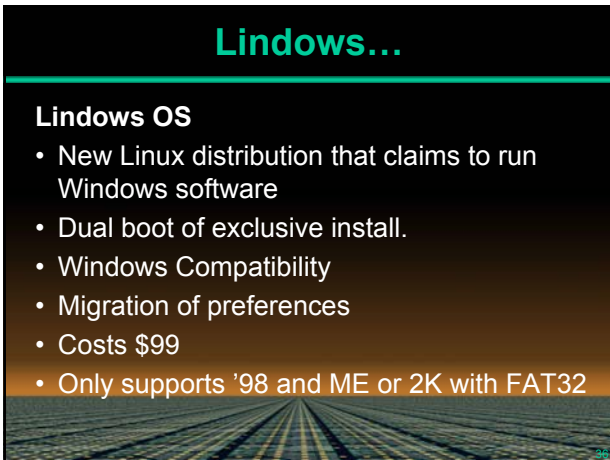 Lindows…
Lindows OS
• New Linux distribution that claims to run
Windows software
• Dual boot of exclusive install.
• Windows Compatibility
• Migration of preferences
• Costs $99
• Only supports ’98 and ME or 2K with FAT32
36